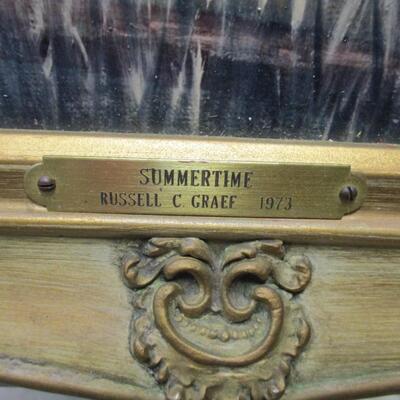 SUMMERTIME
RUSSELL C. GRAEF 1973